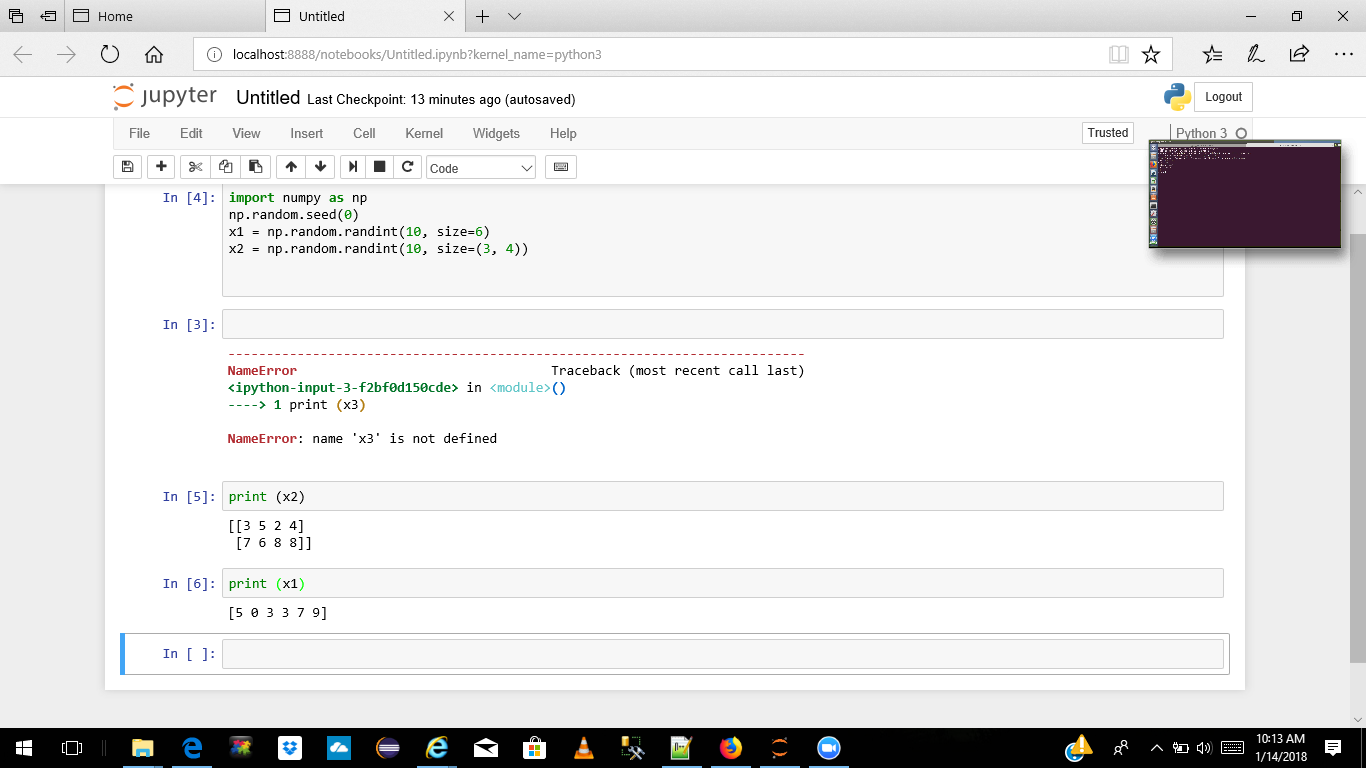 Home
Untitled
localhost:8888/notebooks/Untitled.ipynb?kernel_name=python3
jupyter Untitled Last Checkpoint: 13 minutes ago (autosaved)
Logout
File Edit View Insert Cell Kernel Widgets Help
Trusted
Python 3
Code
In [4]: import numpy as np
np.random.seed(0)
x1 = np.random.randint(10, size=6)
x2 = np.random.randint(10, size=(3, 4))
In [3]:
---------------------------------------------------------------------------
NameError Traceback (most recent call last)
<ipython-input-3-f2bf0d150cde> in <module>()
----> 1 print (x3)
NameError: name 'x3' is not defined
In [5]: print (x2)
[[3 5 2 4]
[7 6 8 8]]
In [6]: print (x1)
[5 0 3 3 7 9]
In [ ]:
10:13 AM
1/14/2018